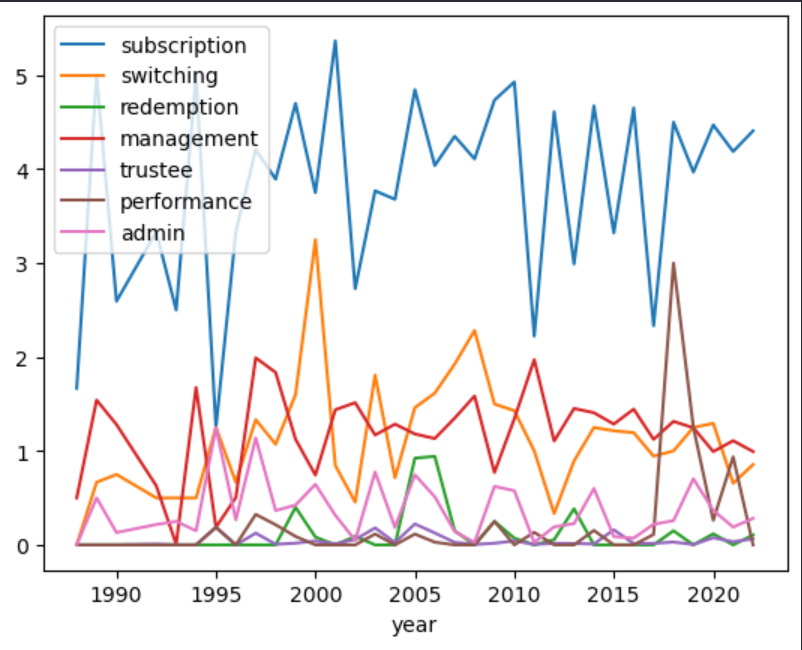 subscription
switching
redemption
management
trustee
performance
admin
5
4
3
2
1
0
1990 1995 2000 2005 2010 2015 2020
year